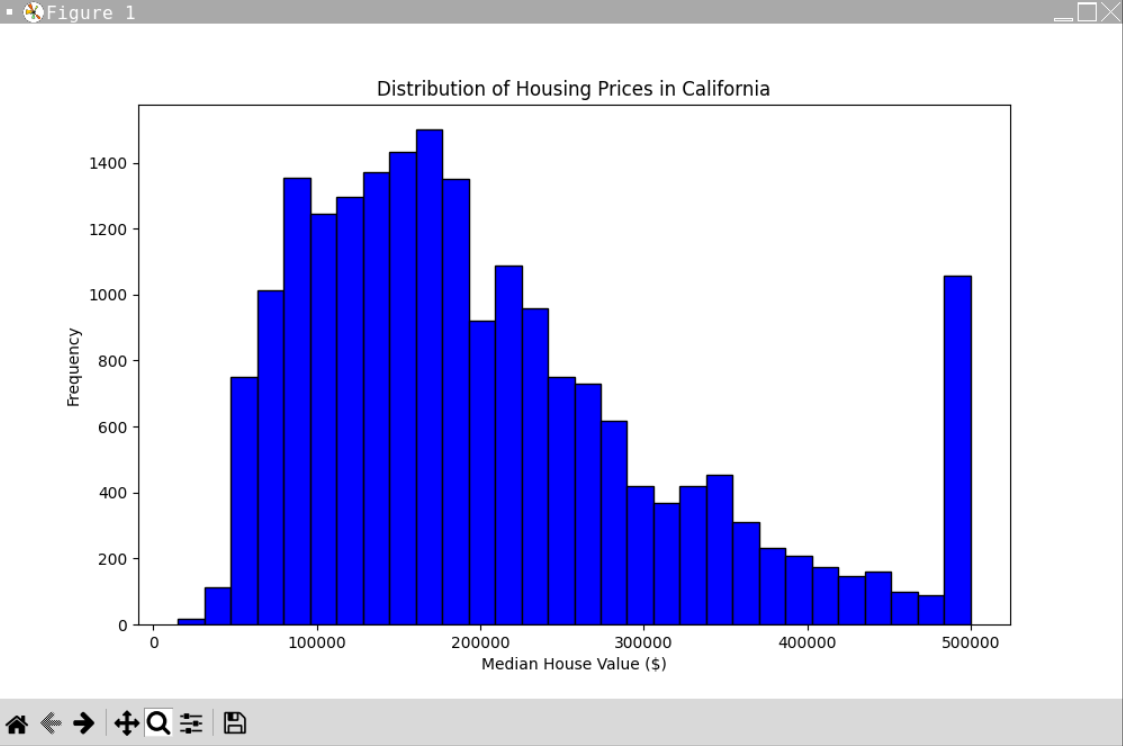 Figure 1
Distribution of Housing Prices in California
1400
1200
1000
800
600
400
200
0
Frequency
0 100000 200000 300000 400000 500000
Median House Value ($)